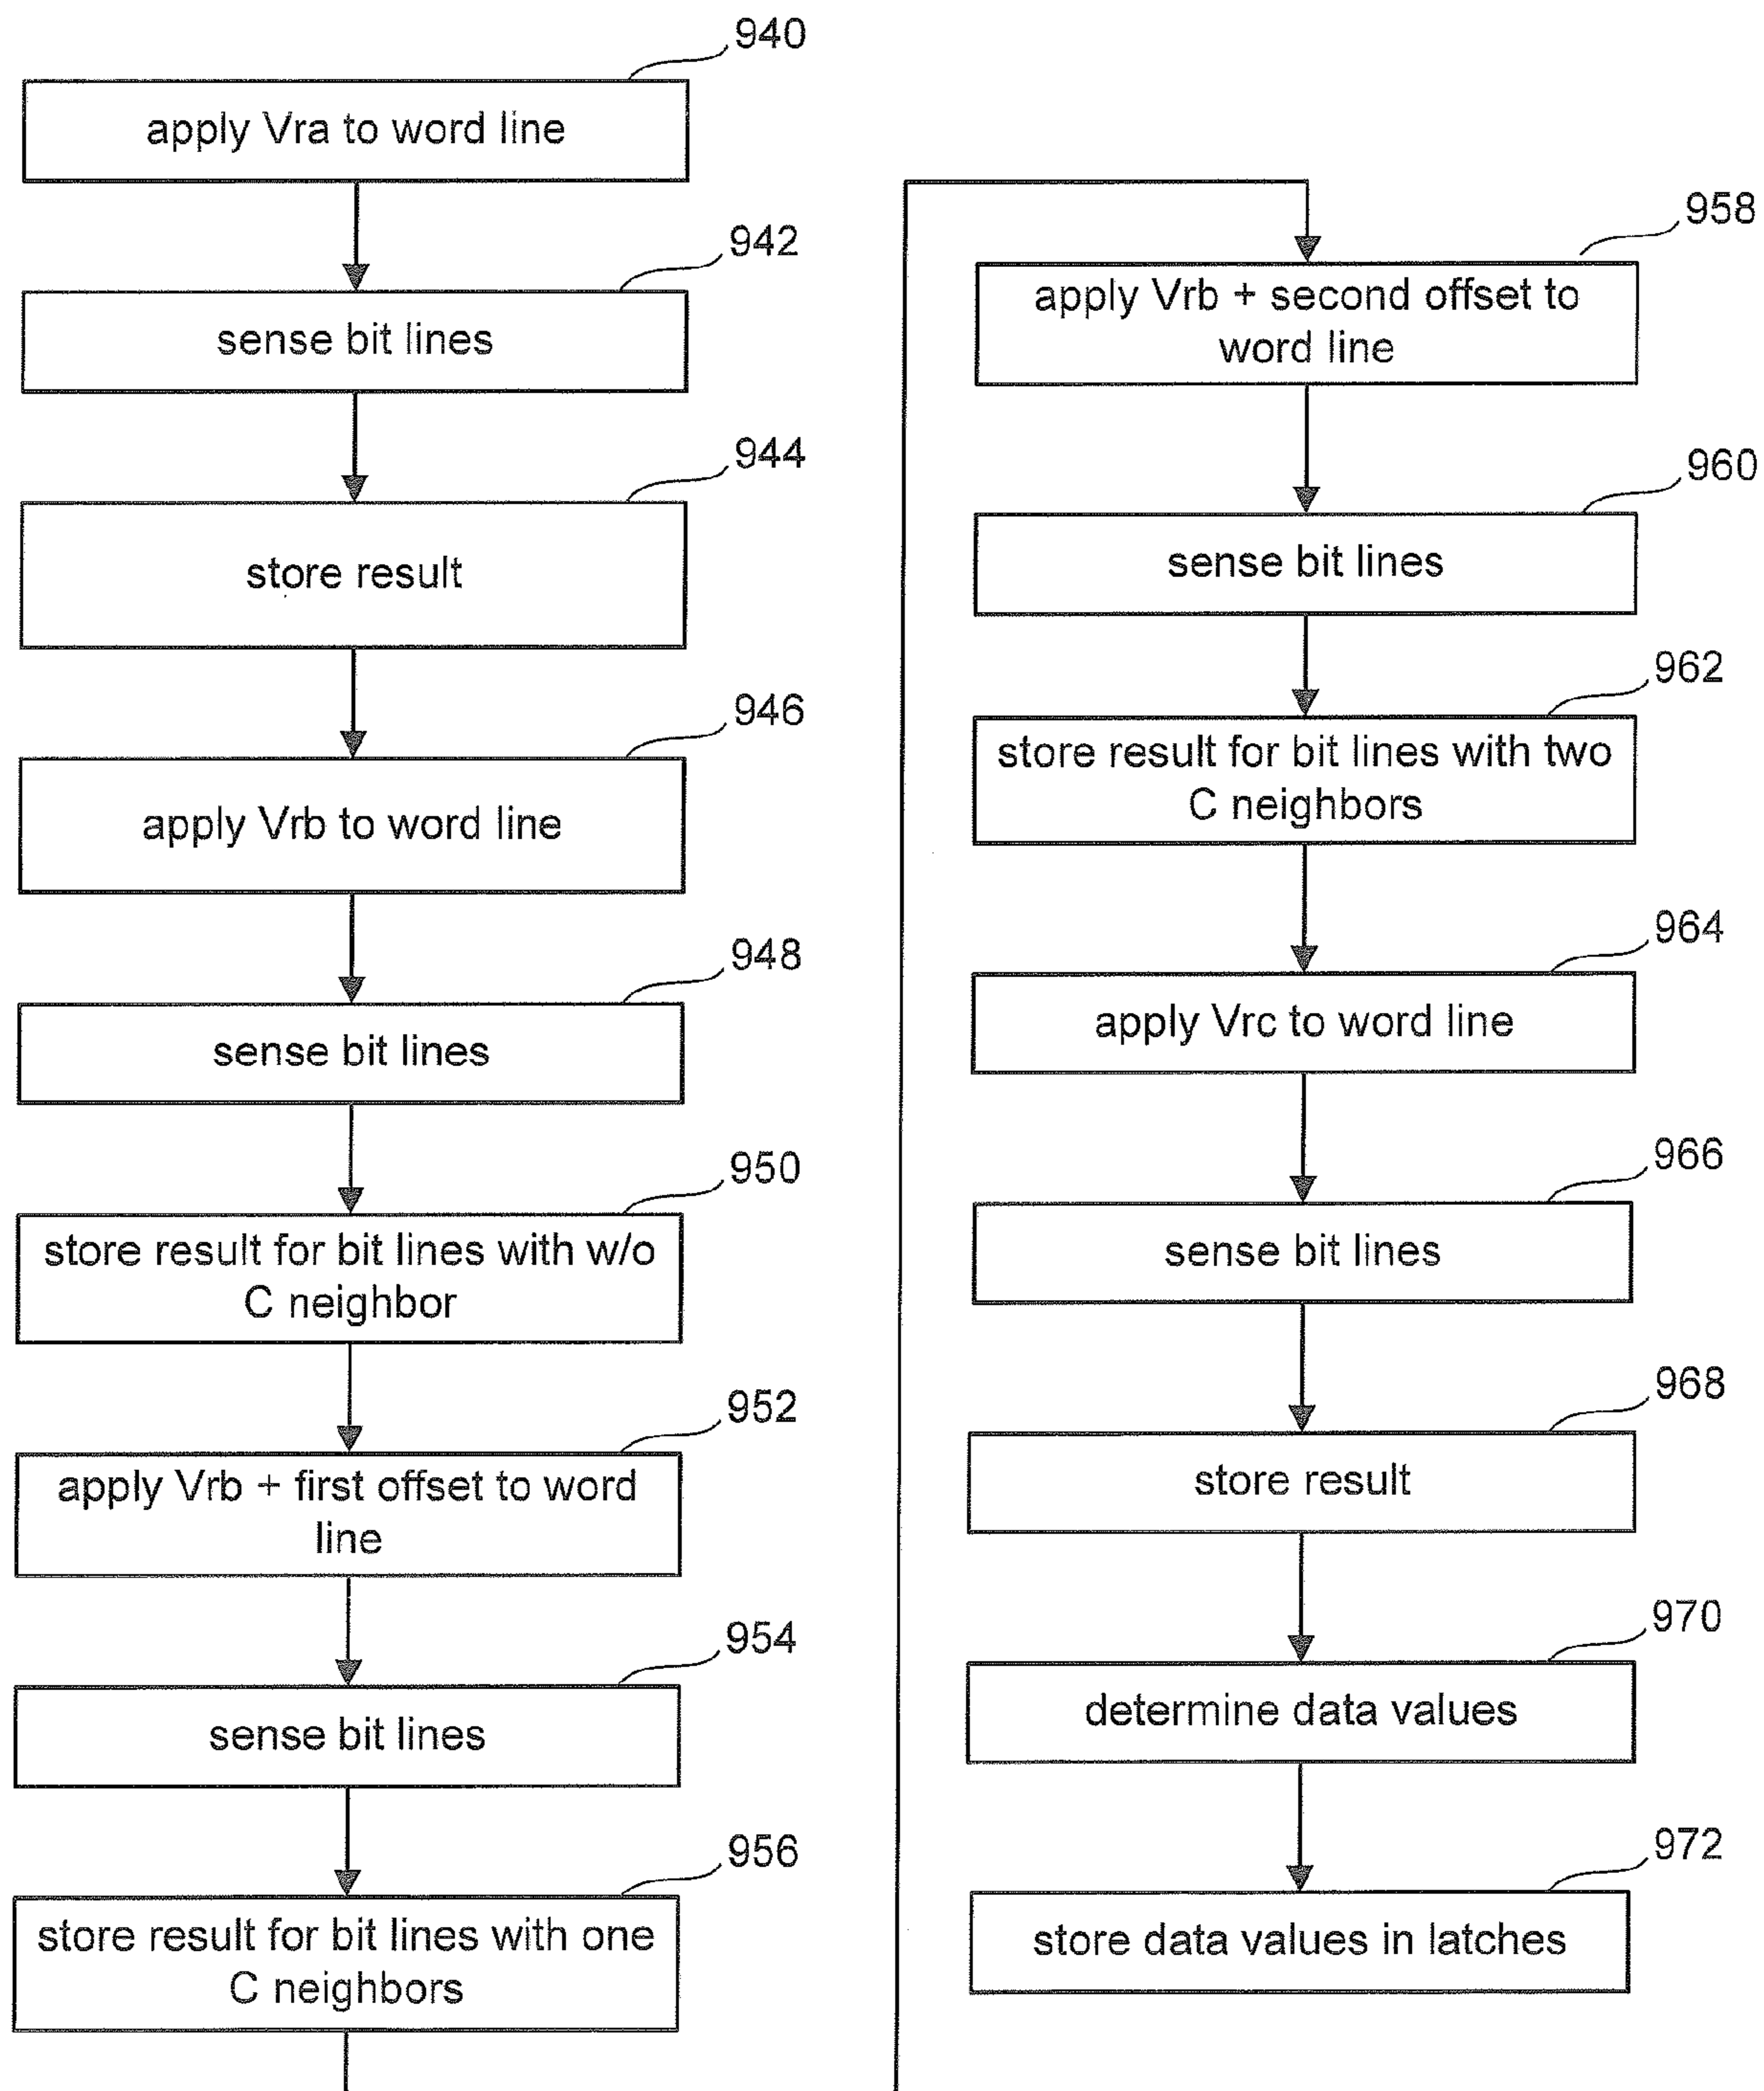 940
apply Vra to word line
942
sense bit lines
944
store result
946
apply Vrb to word line
948
sense bit lines
950
store result for bit lines with w/o
C neighbor
952
apply Vrb + first offset to word
line
954
sense bit lines
956
store result for bit lines with one
C neighbors
958
apply Vrb + second offset to
word line
960
sense bit lines
962
store result for bit lines with two
C neighbors
964
apply Vrc to word line
966
sense bit lines
968
store result
970
determine data values
972
store data values in latches